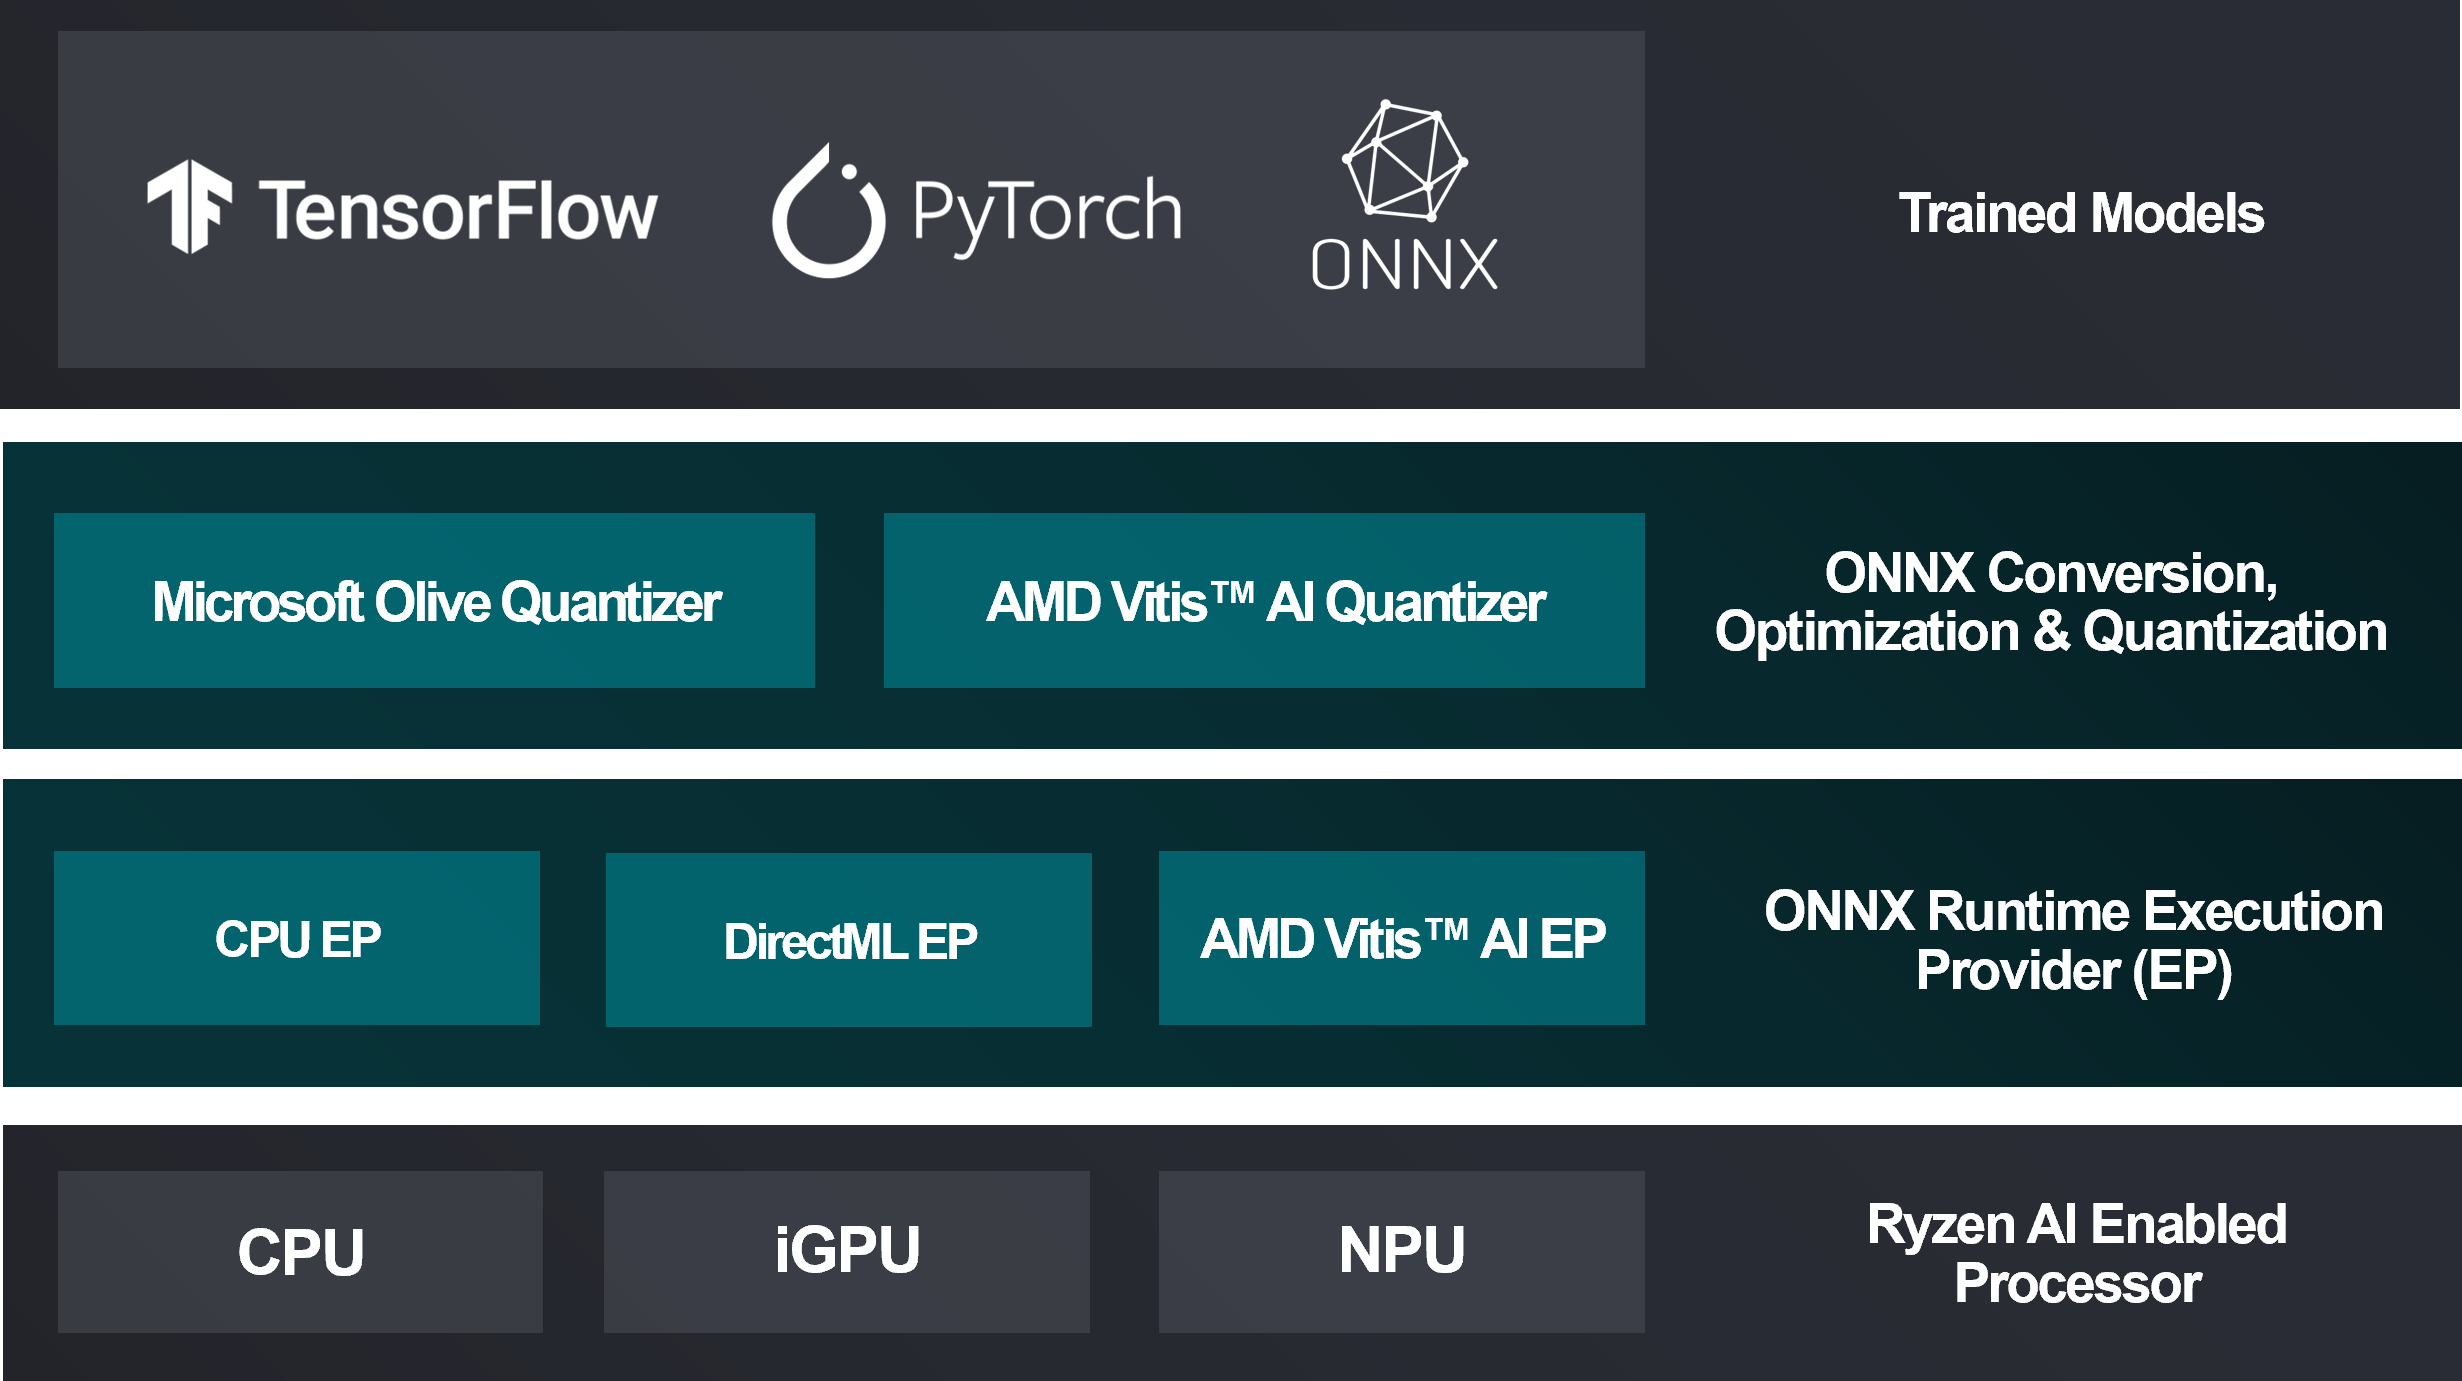 TensorFlow
PyTorch
ONNX
Trained Models
Microsoft Olive Quantizer
AMD Vitis™ AI Quantizer
ONNX Conversion,
Optimization & Quantization
CPU EP
DirectML EP
AMD Vitis™ AI EP
ONNX Runtime Execution
Provider (EP)
CPU
iGPU
NPU
Ryzen AI Enabled
Processor